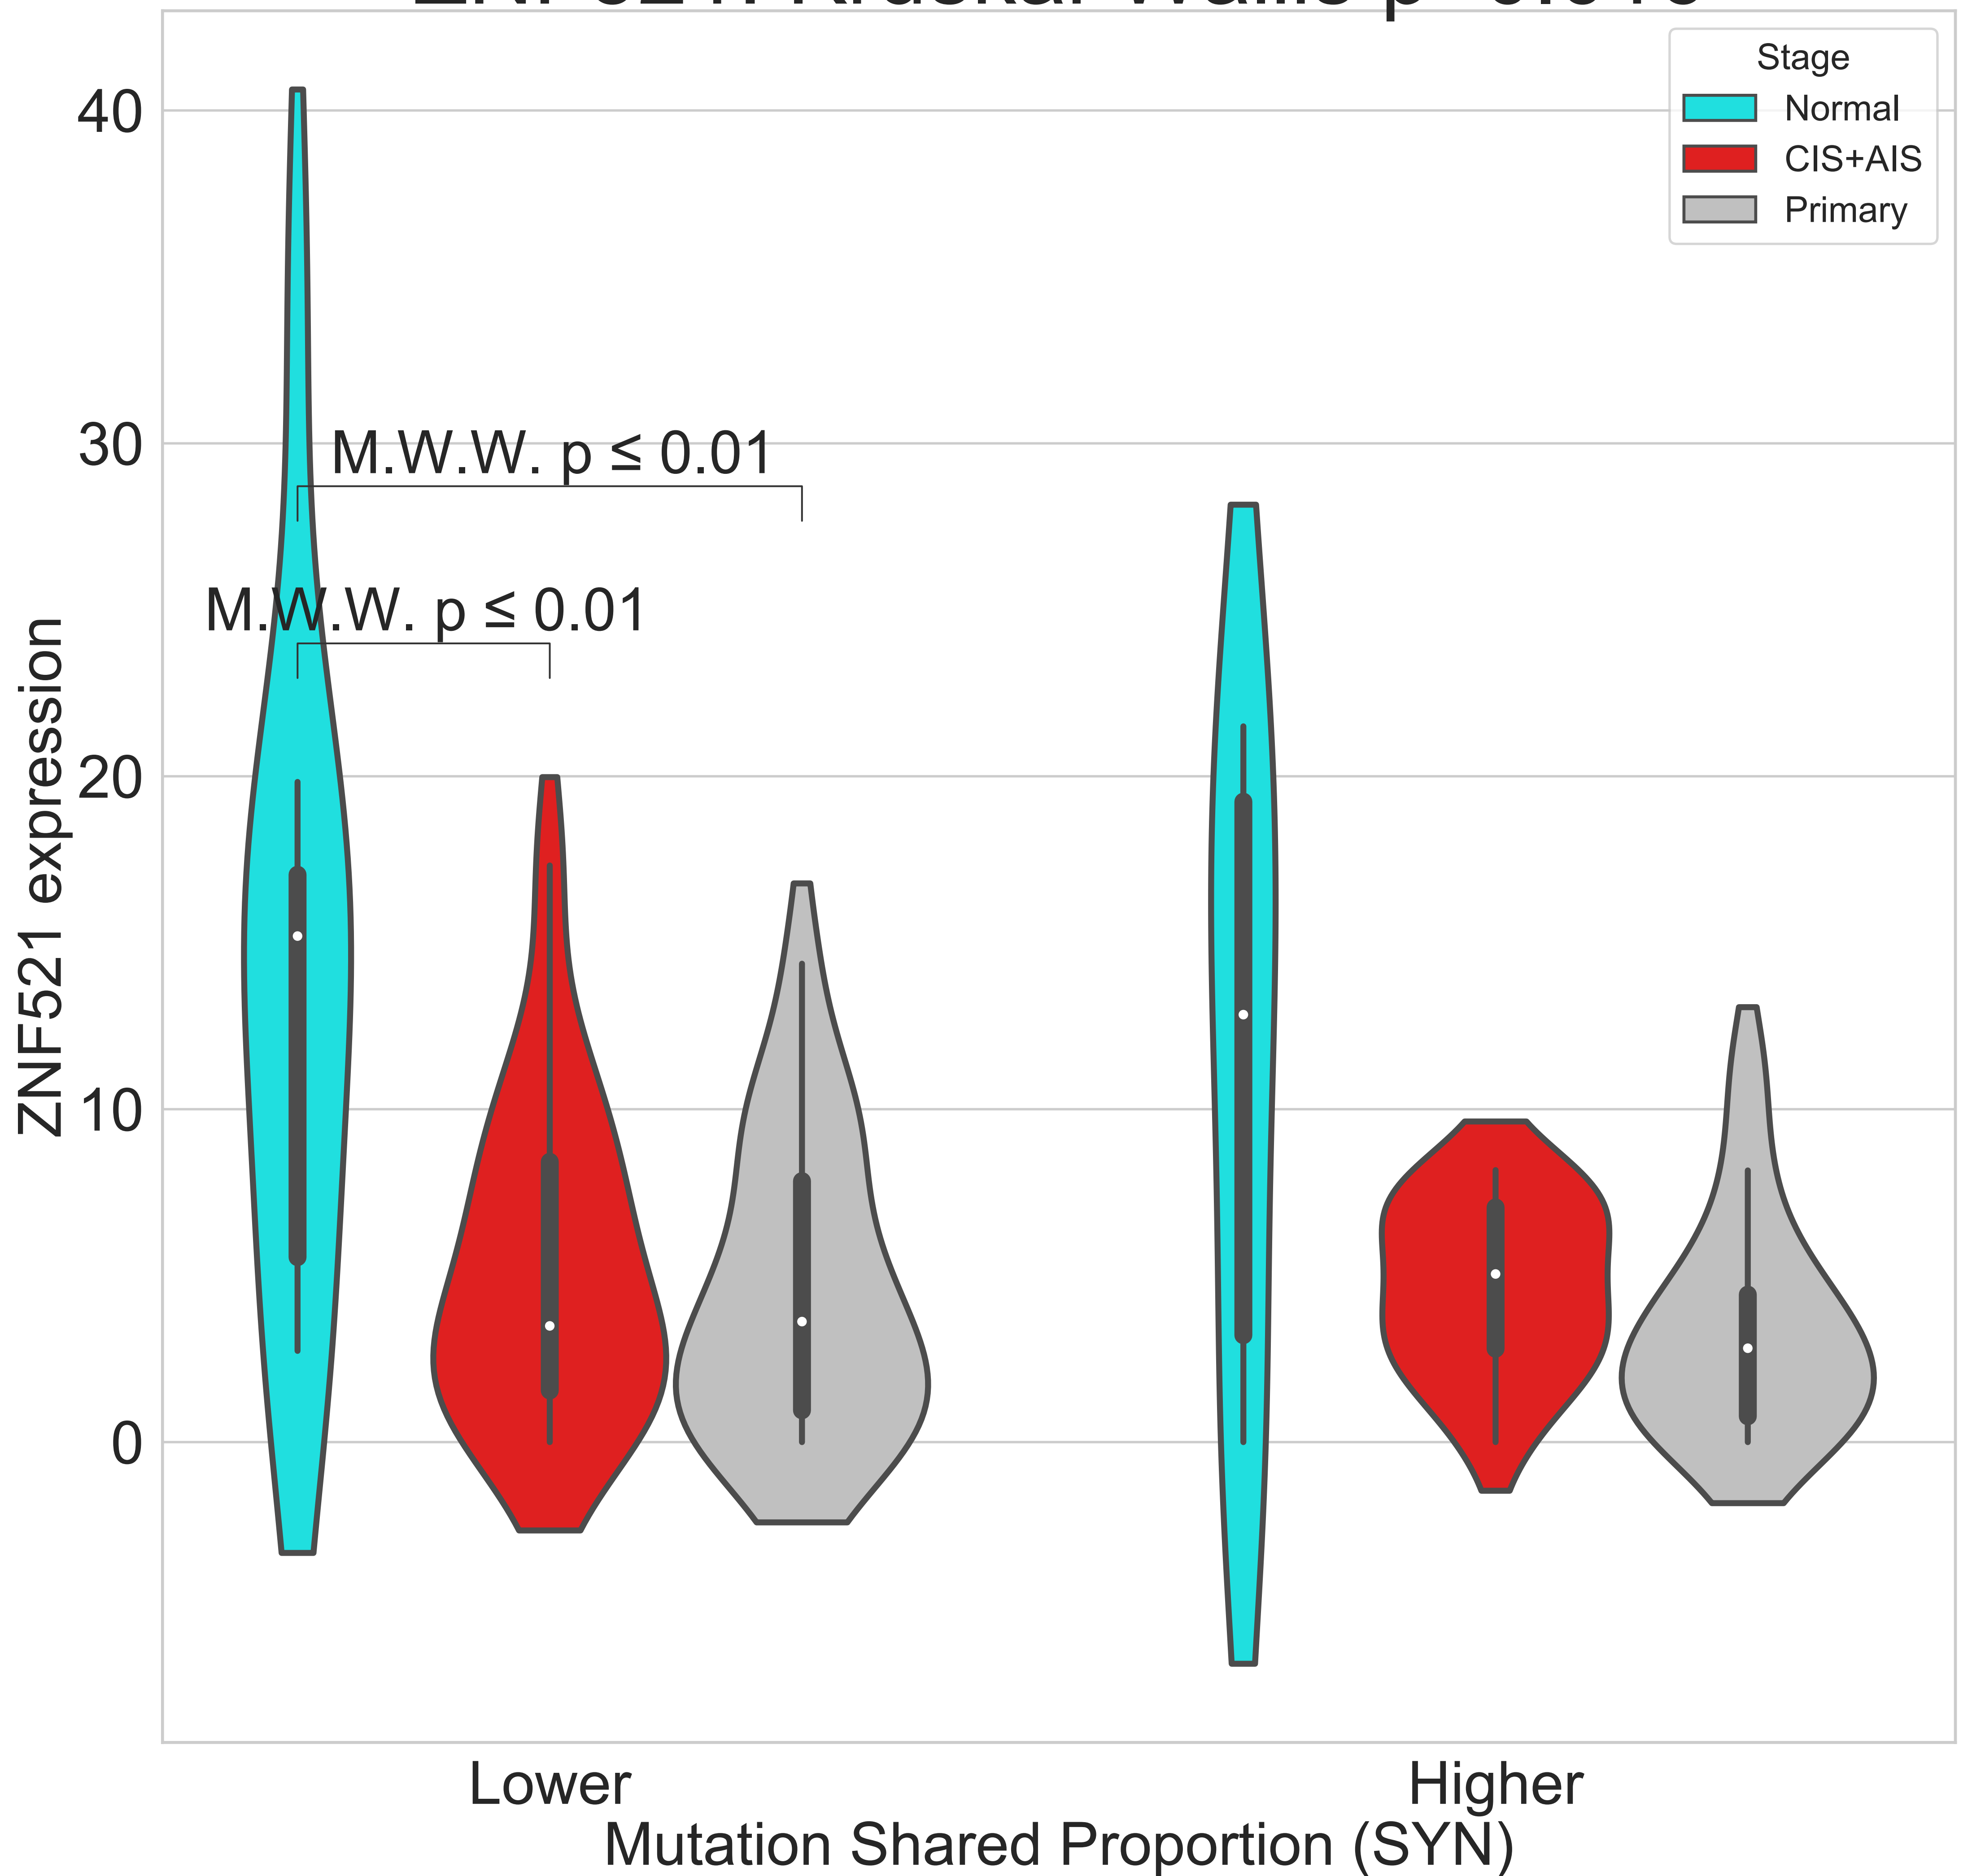 Stage
Normal
CIS+AIS
Primary
40
30
20
10
0
ZNF521 expression
M.W.W. p ≤ 0.01
M.W.W. p ≤ 0.01
Lower
Higher
Mutation Shared Proportion (SYN)